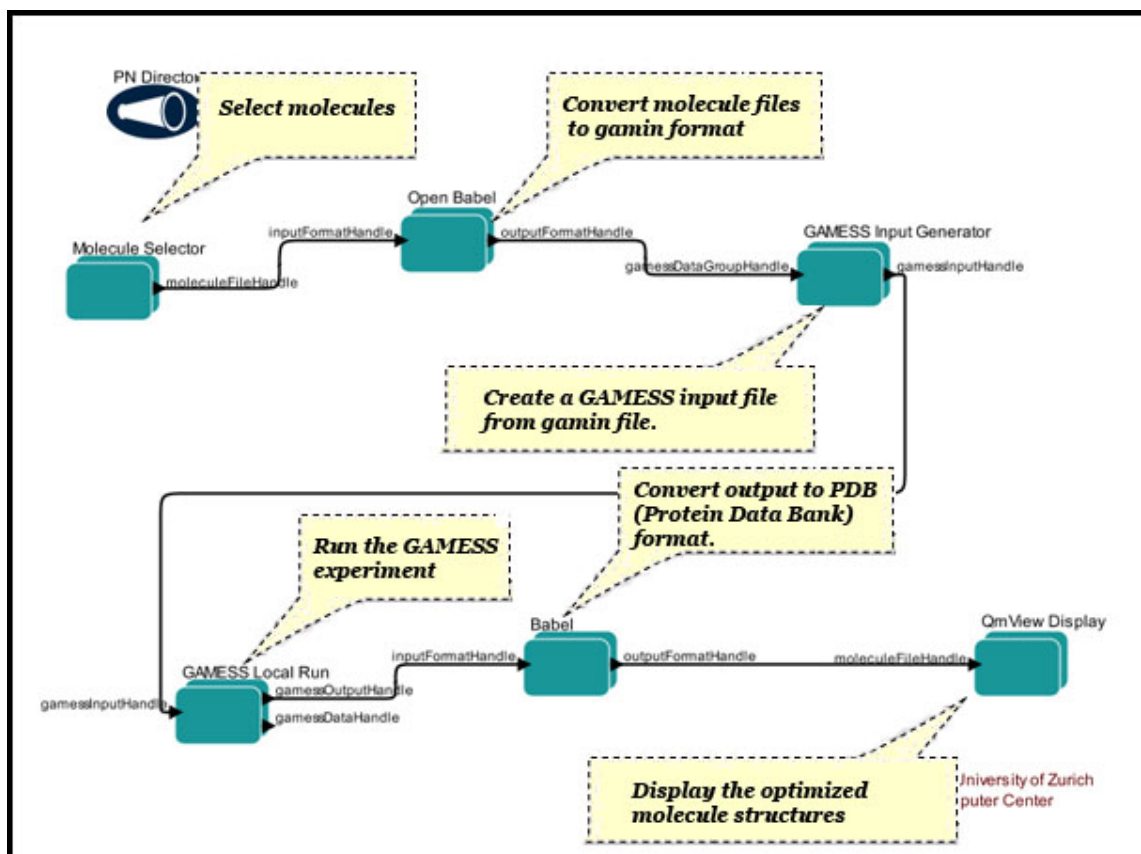 PN Director
Select molecules
Convert molecule files
to gamin format
Open Babel
inputFormatHandle
outputFormatHandle
Molecule Selector
moleculeFileHandle
GAMESS Input Generator
gamessDataGroupHandle
gamessInputHandle
Create a GAMESS input file
from gamin file.
Convert output to PDB
(Protein Data Bank)
format.
Run the GAMESS
experiment
Babel
QmView Display
inputFormatHandle
outputFormatHandle
moleculeFileHandle
GAMESS Local Run
gamessOutputHandle
gamessInputHandle
gamessDataHandle
Display the optimized
molecule structures
University of Zurich
puter Center